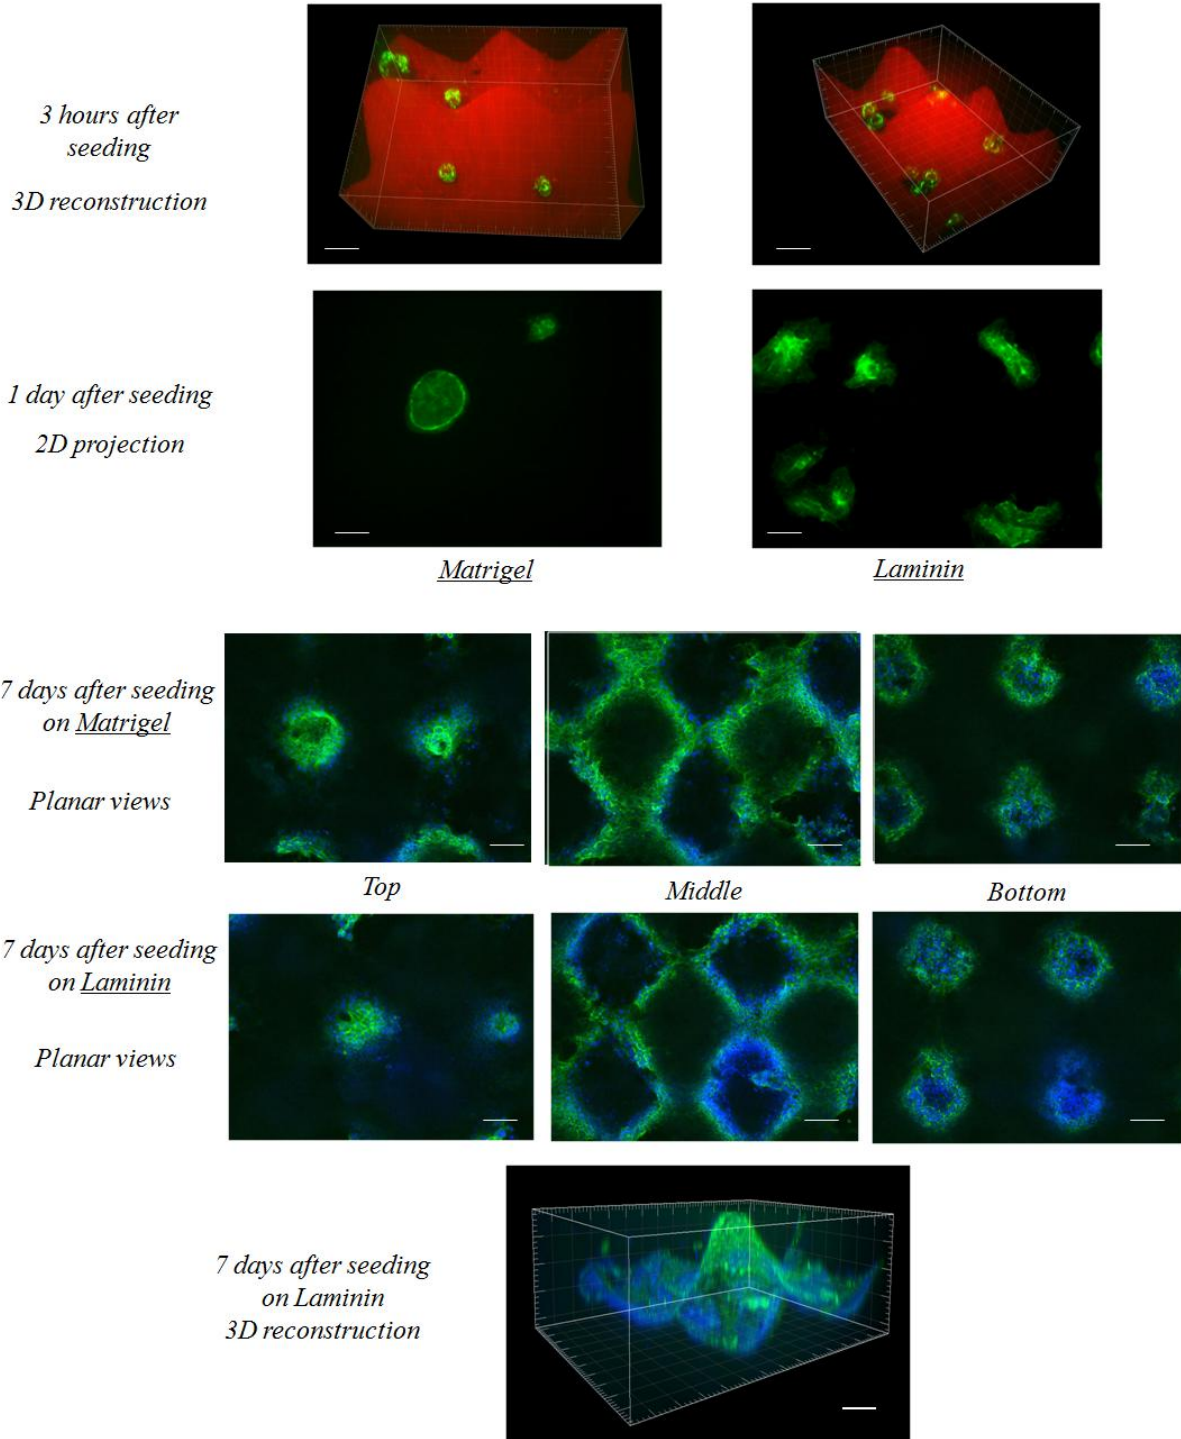 3 hours after
seeding
3D reconstruction
1 day after seeding
2D projection
Matrigel
Laminin
7 days after seeding
on Matrigel
Planar views
Top
Middle
Bottom
7 days after seeding
on Laminin
Planar views
7 days after seeding
on Laminin
3D reconstruction